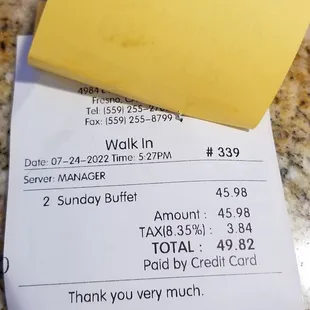 4984
Fresno, C
Tel: (559) 255-2
Fax: (559) 255-8799
Walk In
# 339
Date: 07-24-2022 Time: 5:27PM
Server: MANAGER
2 Sunday Buffet 45.98
Amount : 45.98
TAX(8.35%) : 3.84
TOTAL : 49.82
Paid by Credit Card
Thank you very much.